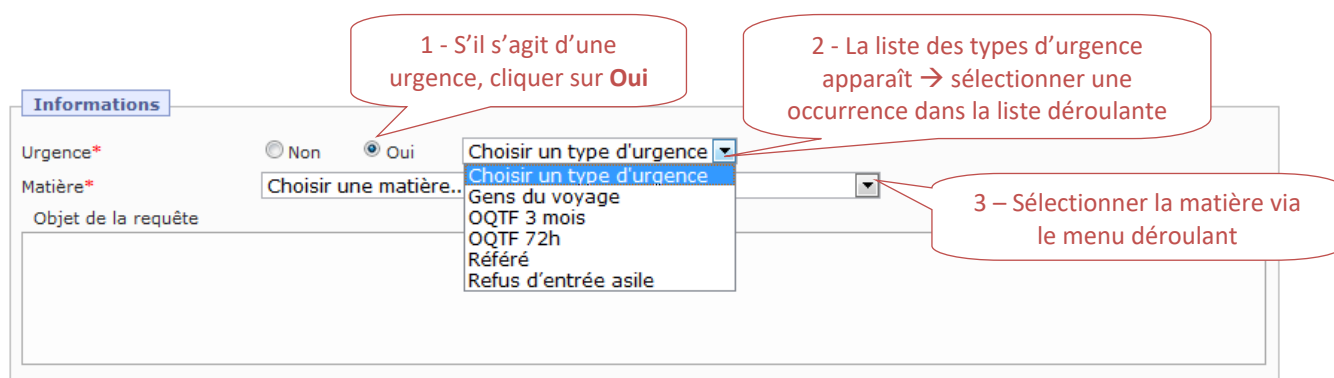 1 - S’il s’agit d’une
urgence, cliquer sur Oui
2 - La liste des types d’urgence
apparaît → sélectionner une
occurrence dans la liste déroulante
Informations
Urgence* Non Oui Choisir un type d'urgence
Choisir un type d'urgence
Matière* Choisir une matière..
Gens du voyage
OQTF 3 mois
OQTF 72h
Référé
Refus d'entrée asile
3 – Sélectionner la matière via
le menu déroulant
Objet de la requête